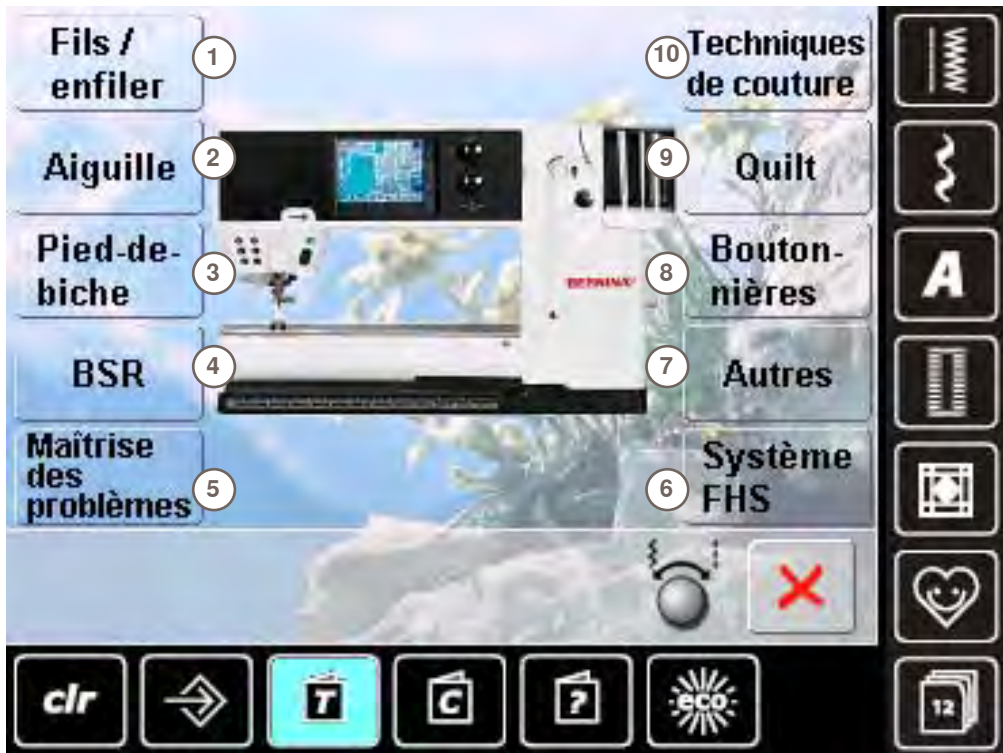 Fils /
enfiler
1
Aiguille
2
Pied-de-
biche
3
BSR
4
Maîtrise
des
problèmes
5
10
Techniques
de couture
9
Quilt
8
Bouton-
nières
7
Autres
6
Système
FHS
BERNINA
A
12
clr
T
C
?
eco